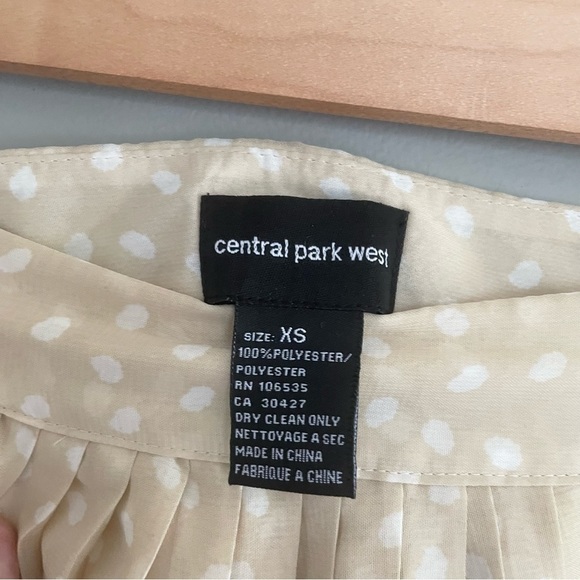 central park west
SIZE: XS
100%POLYESTER/
POLYESTER
RN 106535
CA 30427
DRY CLEAN ONLY
NETTOYAGE A SEC
MADE IN CHINA
FABRIQUE A CHINE